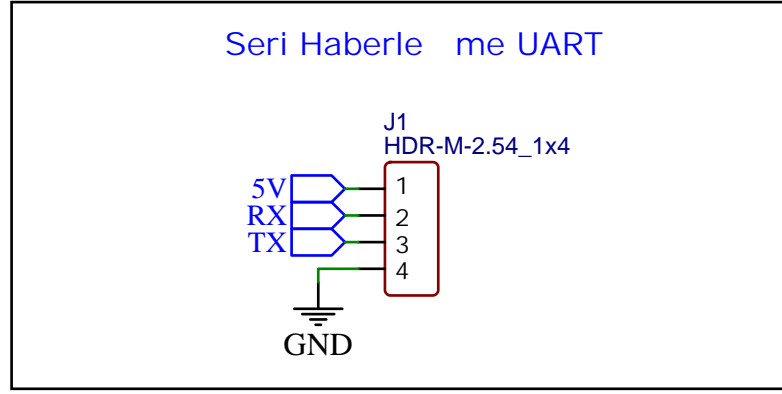 Seri Haberle me UART
J1
HDR-M-2.54_1x4
5V 1
RX 2
TX 3
4
GND